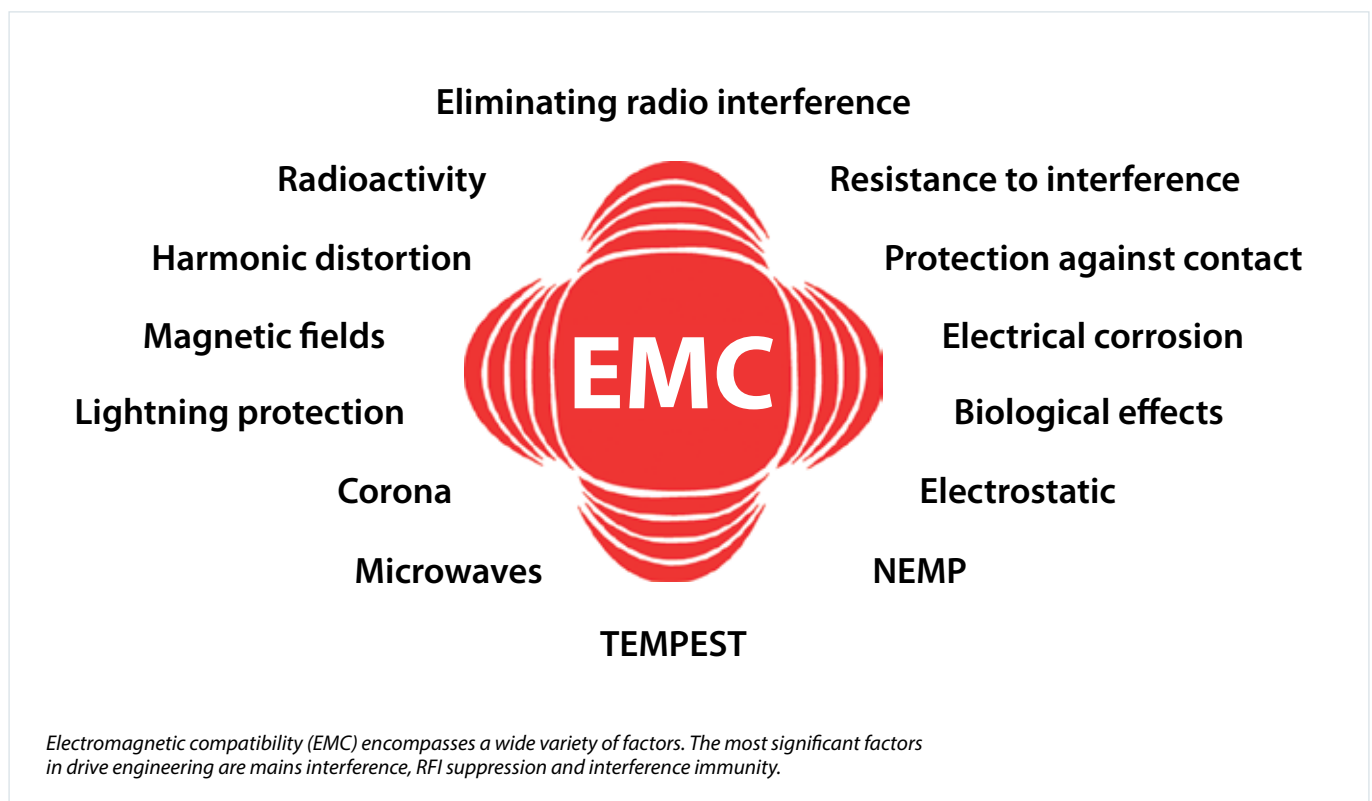 Eliminating radio interference
Radioactivity
Resistance to interference
Harmonic distortion
Protection against contact
Magnetic fields
EMC
Electrical corrosion
Lightning protection
Biological effects
Corona
Electrostatic
Microwaves
NEMP
TEMPEST
Electromagnetic compatibility (EMC) encompasses a wide variety of factors. The most significant factors
in drive engineering are mains interference, RFI suppression and interference immunity.